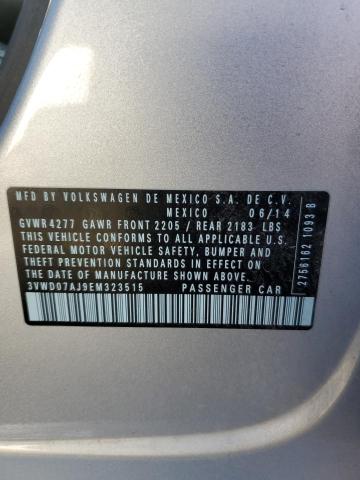 MFD BY VOLKSWAGEN DE MEXICO S.A. DE C.V.
MEXICO 06/14
GVWR 4277 GAWR FRONT 2205 / REAR 2183 LBS
THIS VEHICLE CONFORMS TO ALL APPLICABLE U.S.
FEDERAL MOTOR VEHICLE SAFETY, BUMPER AND
THEFT PREVENTION STANDARDS IN EFFECT ON THE
DATE OF MANUFACTURE SHOWN ABOVE.
3VWD07AJ9EM323515 PASSENGER CAR
2756162 1093 B